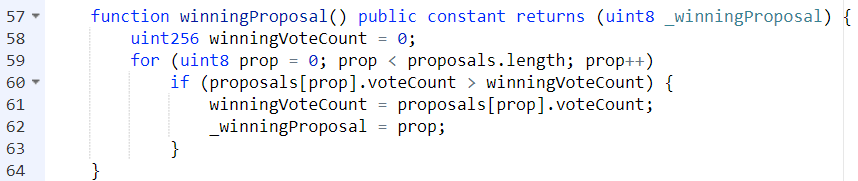 57 function winningProposal() public constant returns (uint8 _winningProposal) {
58 uint256 winningVoteCount = 0;
59 for (uint8 prop = 0; prop < proposals.length; prop++)
60 if (proposals[prop].voteCount > winningVoteCount) {
61 winningVoteCount = proposals[prop].voteCount;
62 _winningProposal = prop;
63 }
64 }